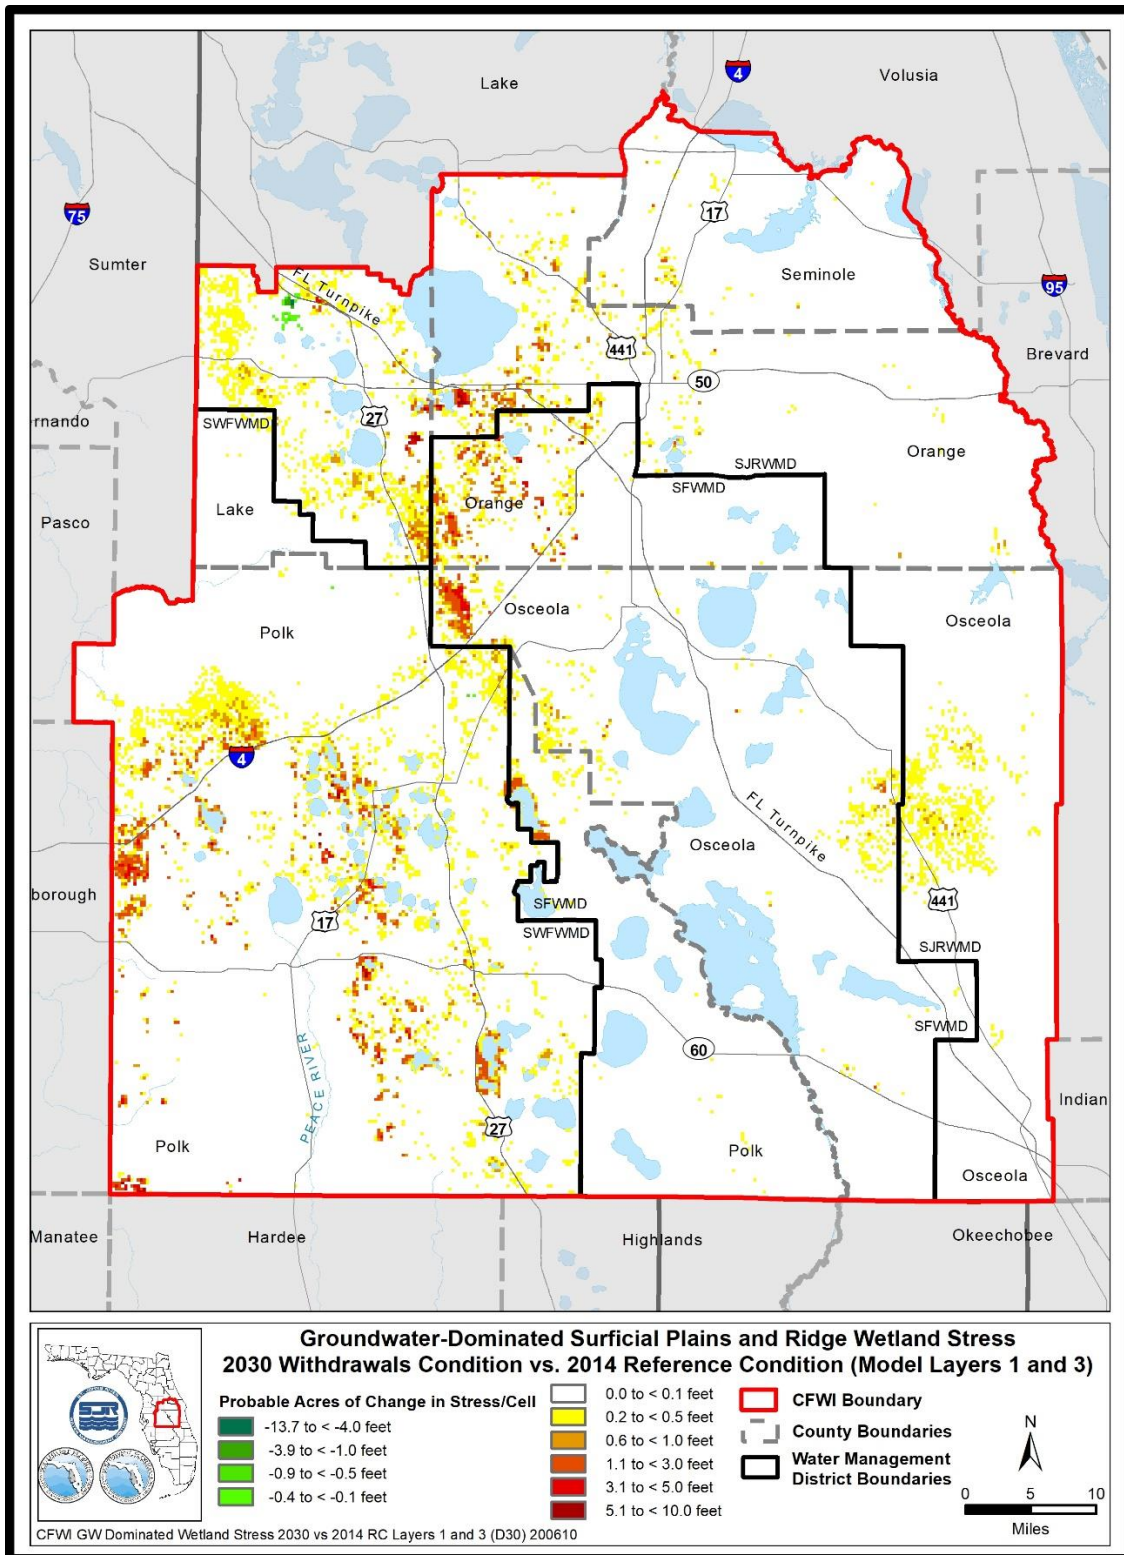 Lake
Volusia
4
75
Sumter
17
Seminole
95
FL Turnpike
441
Brevard
50
rnando
27
SWFWMD
SJRWMD
SFWMD
Orange
Orange
Pasco
Lake
Osceola
Osceola
Polk
4
FL Turnpike
Osceola
borough
441
17
SFWMD
SWFWMD
SJRWMD
SFWMD
60
PEACE RIVER
Indian
27
Polk
Polk
Osceola
Manatee
Hardee
Highlands
Okeechobee
Groundwater-Dominated Surficial Plains and Ridge Wetland Stress
2030 Withdrawals Condition vs. 2014 Reference Condition (Model Layers 1 and 3)
Probable Acres of Change in Stress/Cell
-13.7 to < -4.0 feet
-3.9 to < -1.0 feet
-0.9 to < -0.5 feet
-0.4 to < -0.1 feet
0.0 to < 0.1 feet
0.2 to < 0.5 feet
0.6 to < 1.0 feet
1.1 to < 3.0 feet
3.1 to < 5.0 feet
5.1 to < 10.0 feet
CFWI Boundary
County Boundaries
Water Management
District Boundaries
N
0 5 10
Miles
SJR
CFWI GW Dominated Wetland Stress 2030 vs 2014 RC Layers 1 and 3 (D30) 200610